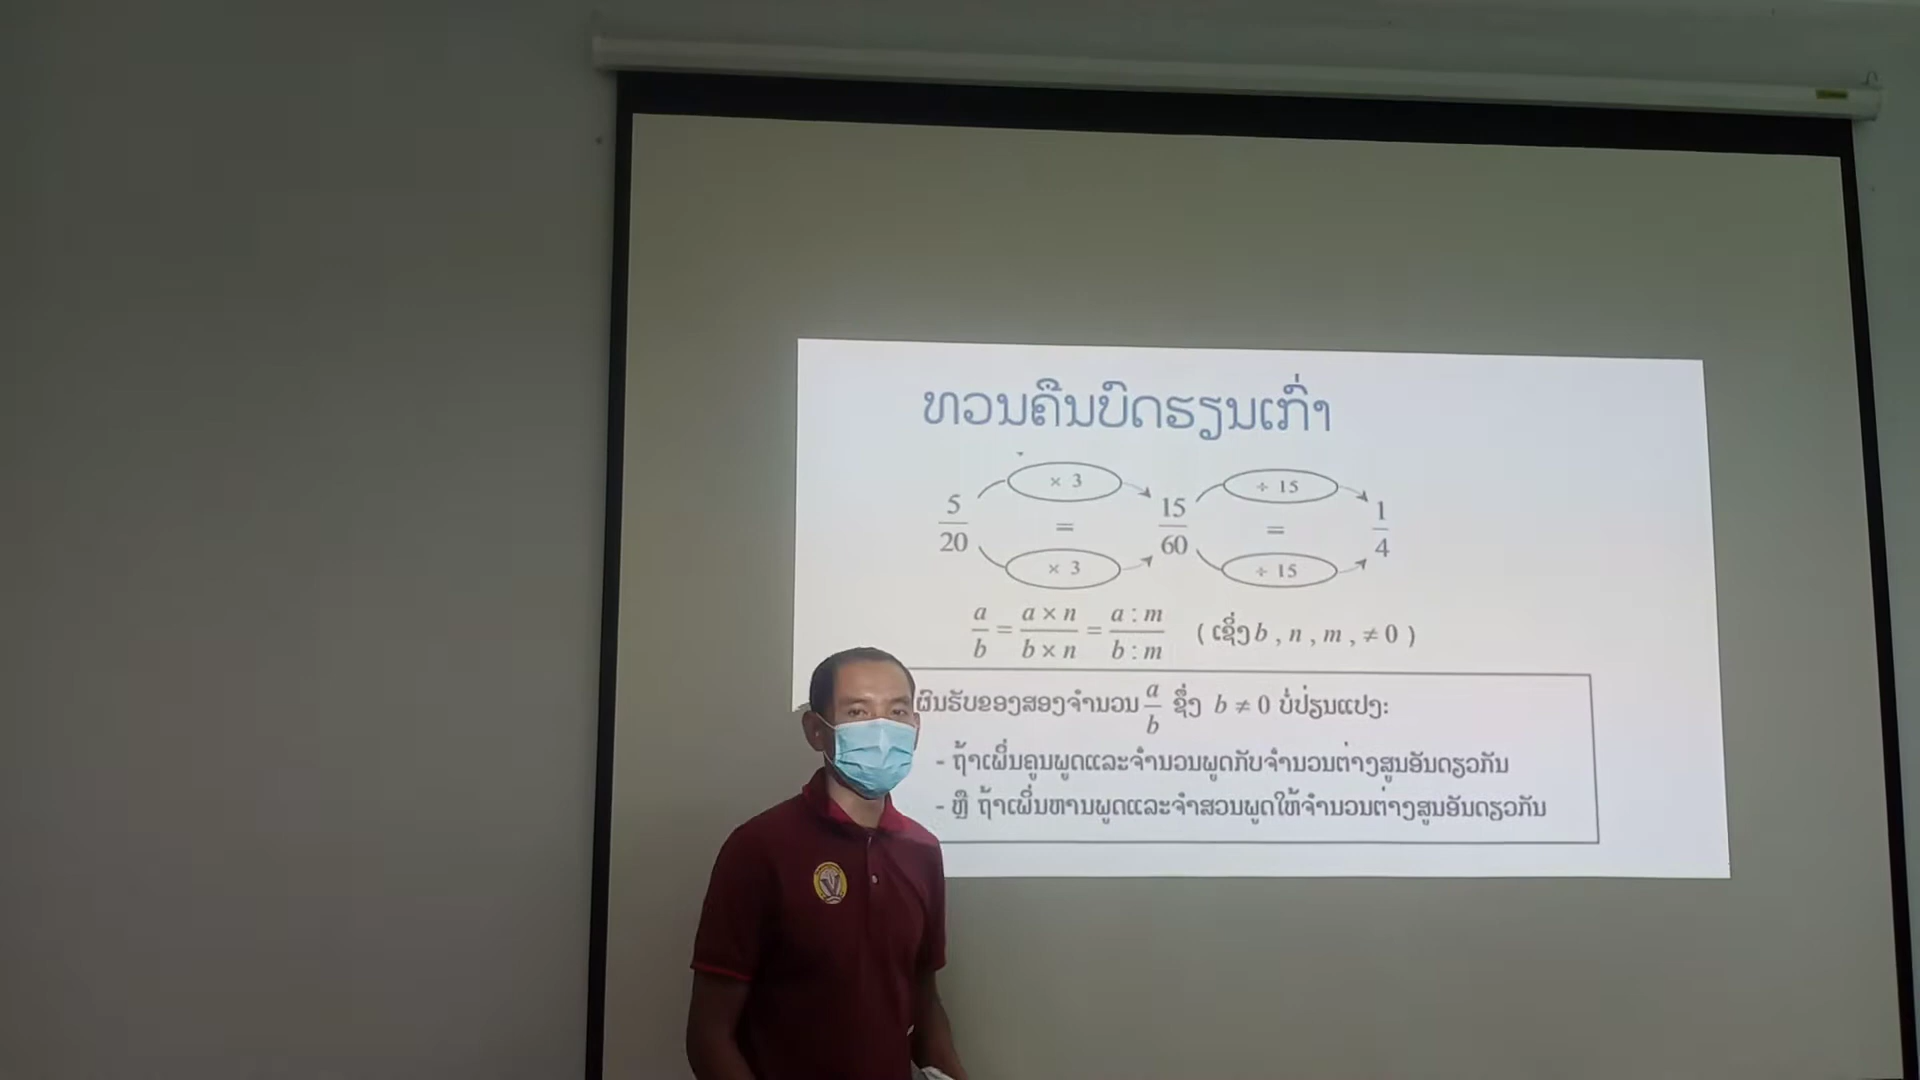 ທວນຄືນບົດຮຽນເກົ່າ
× 3 ÷ 15
5/20 = 15/60 = 1/4
× 3 ÷ 15
a/b = a × n/b × n = a : m/b : m ( ເຊິ່ງ b , n , m , ≠ 0 )
ຜົນຮັບຂອງສອງຈຳນວນ a/b ຊຶ່ງ b ≠ 0 ບໍ່ປ່ຽນແປງ:
- ຖ້າເພິ່ນຄູນພູດແລະຈຳນວນພູດກັບຈຳນວນຕ່າງສູນອັນດຽວກັນ
- ຫຼື ຖ້າເພິ່ນຫານພູດແລະຈຳສວນພູດໃຫ້ຈຳນວນຕ່າງສູນອັນດຽວກັນ